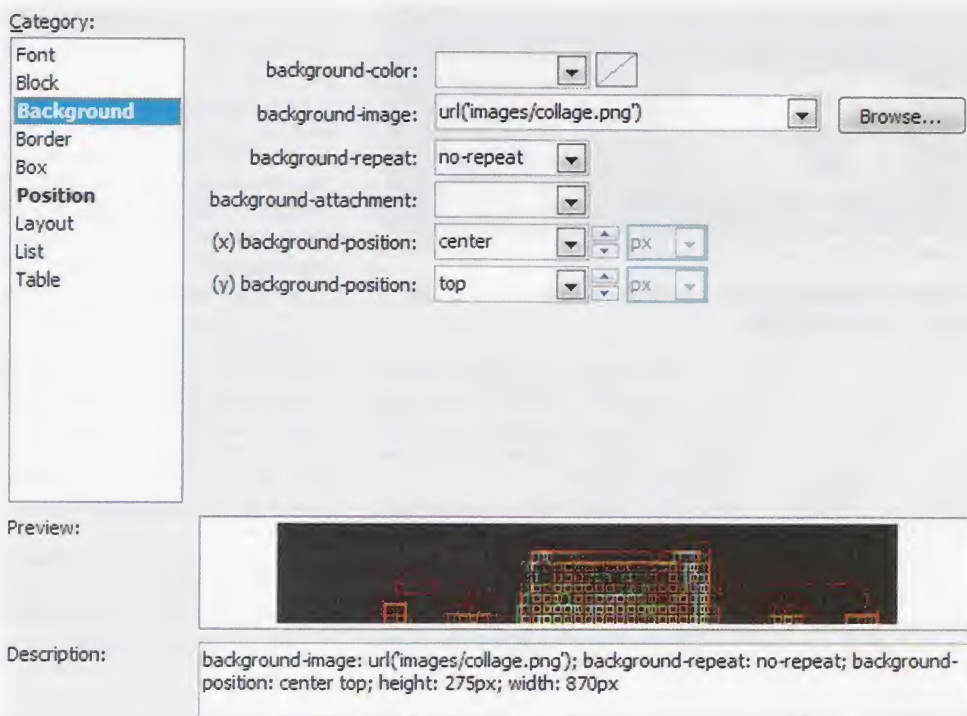 Category:
Font
Block
Background
Border
Box
Position
Layout
List
Table
background-color:
background-image: url('images/collage.png') Browse...
background-repeat: no-repeat
background-attachment:
(x) background-position: center px
(y) background-position: top px
Preview:
Description:
background-image: url('images/collage.png'); background-repeat: no-repeat; background-
position: center top; height: 275px; width: 870px